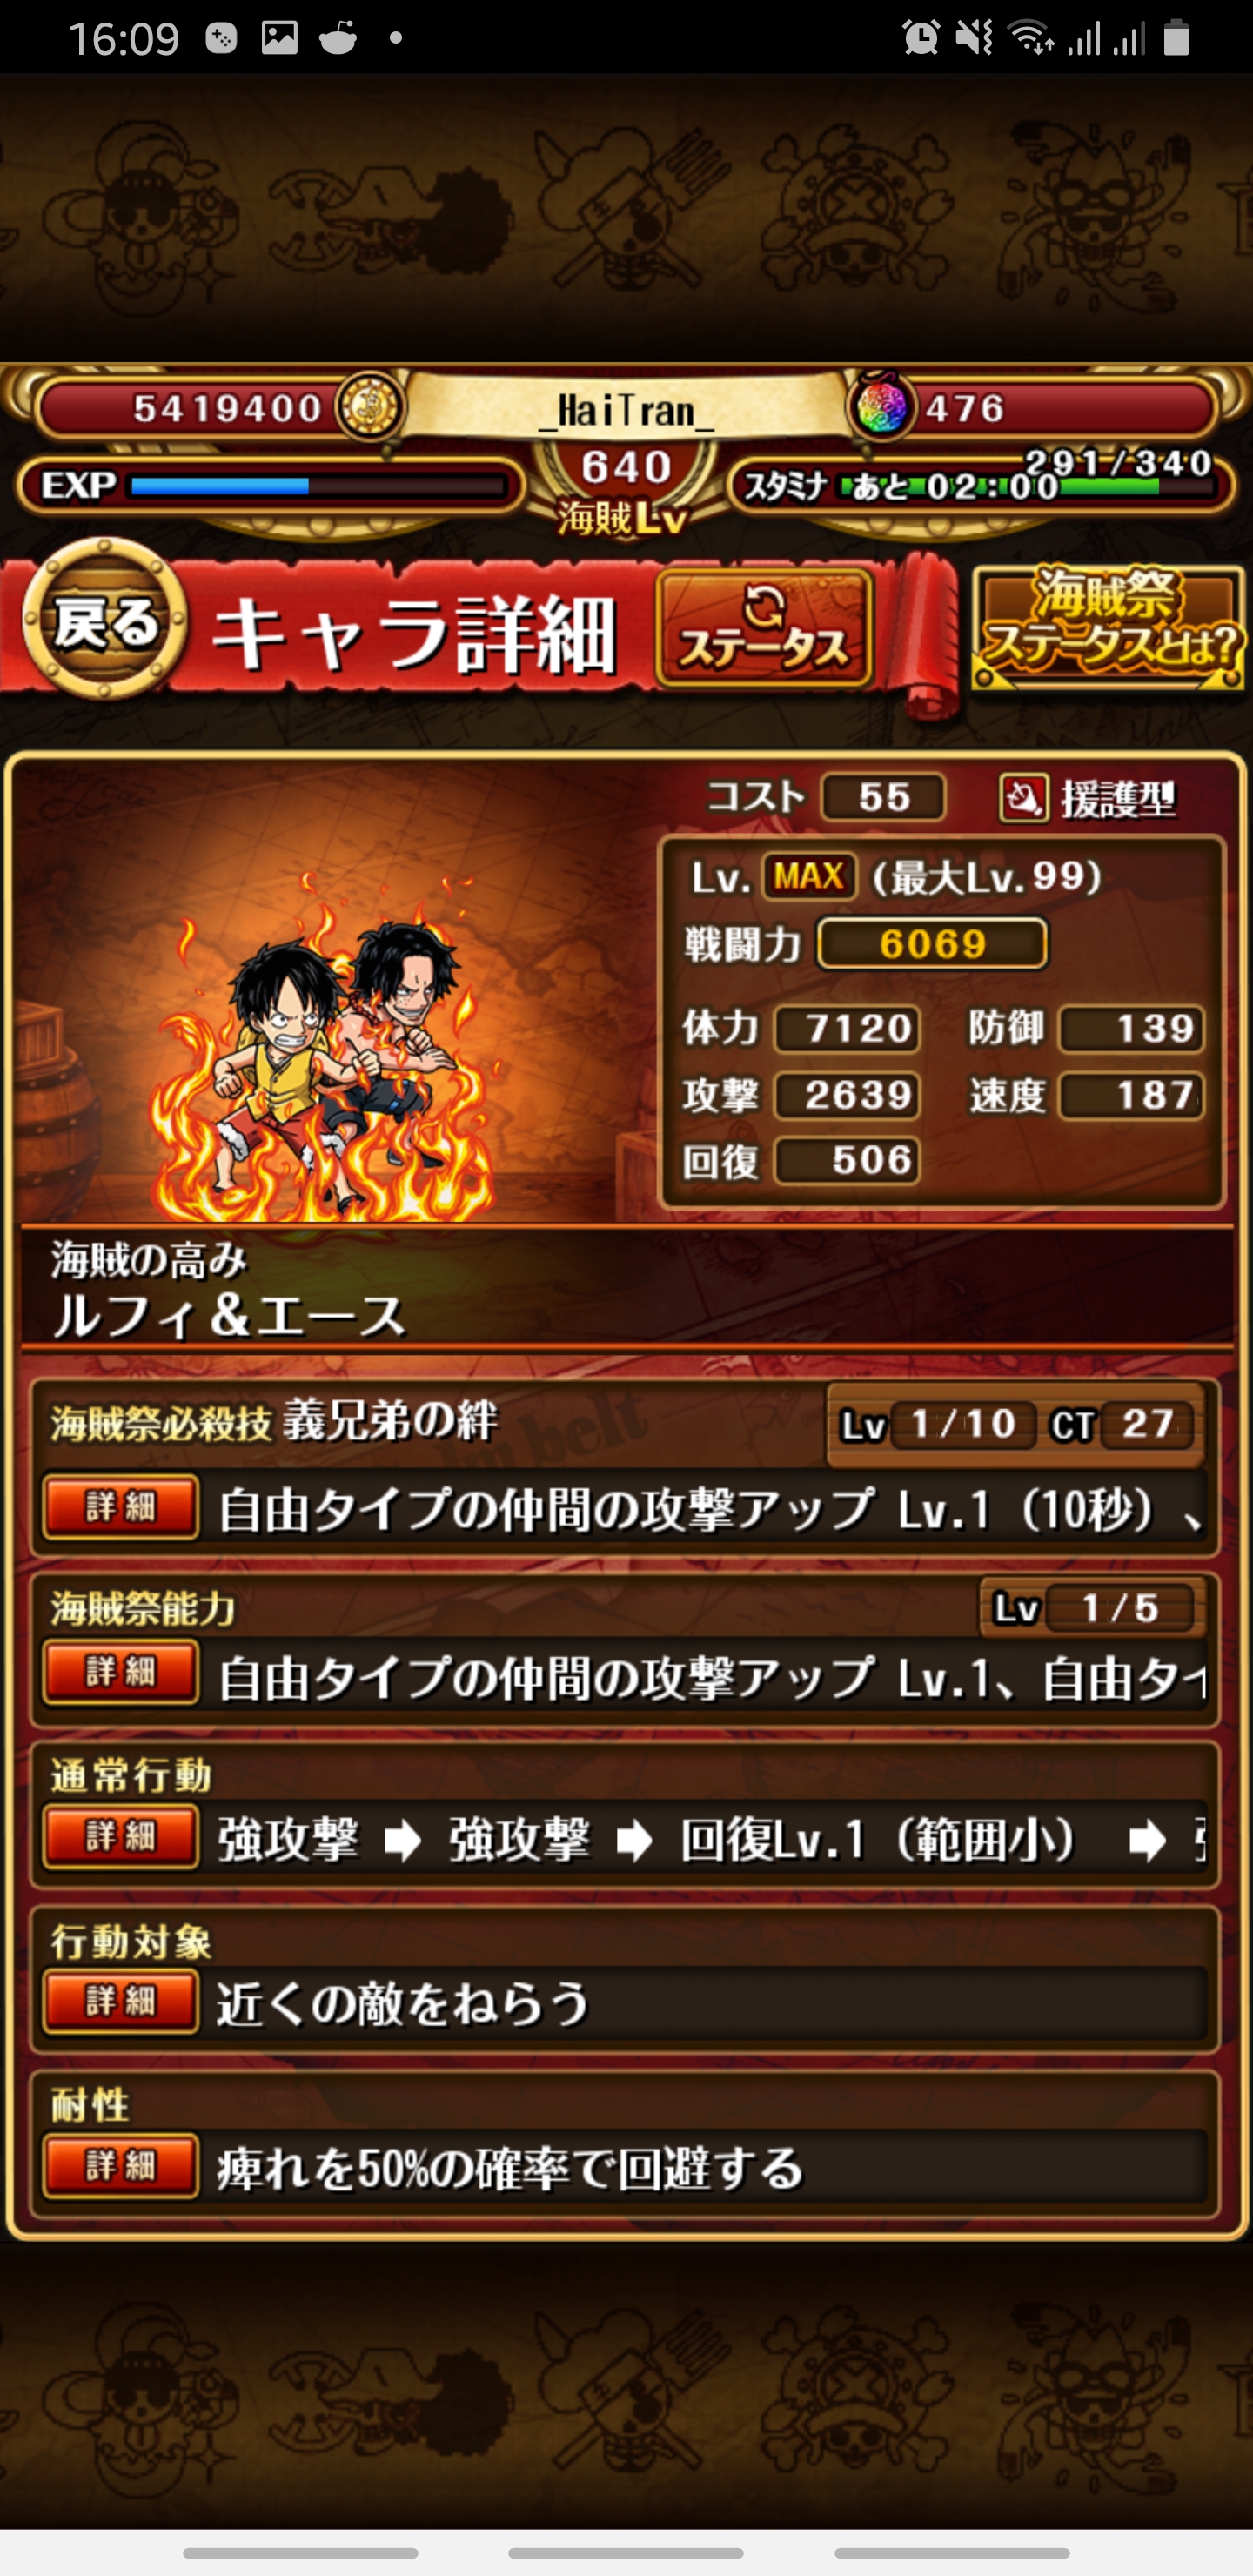 16:09
5419400 _HaiTran_ 476
EXP 640 スタミナ あと 02:00 291/340
海賊Lv
戻る キャラ詳細 ステータス 海賊祭ステータスとは?
コスト 55 援護型
Lv. MAX (最大Lv.99)
戦闘力 6069
体力 7120 防御 139
攻撃 2639 速度 187
回復 506
海賊の高み
ルフィ&エース
海賊祭必殺技 義兄弟の絆 Lv 1/10 CT 27
詳細 自由タイプの仲間の攻撃アップ Lv.1 (10秒)、
海賊祭能力 Lv 1/5
詳細 自由タイプの仲間の攻撃アップ Lv.1、自由タイ
通常行動
詳細 強攻撃 ➡ 強攻撃 ➡ 回復Lv.1 (範囲小) ➡
行動対象
詳細 近くの敵をねらう
耐性
詳細 痺れを50%の確率で回避する